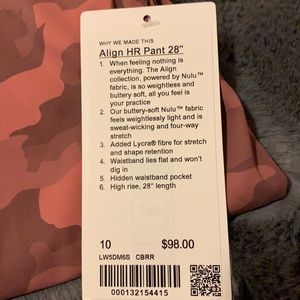 WHY WE MADE THIS
Align HR Pant 28"
1. When feeling nothing is
everything. The Align
collection, powered by Nulu™
fabric, is so weightless and
buttery soft, all you feel is
your practice
2. Our buttery-soft Nulu™ fabric
feels weightlessly light and is
sweat-wicking and four-way
stretch
3. Added Lycra® fibre for stretch
and shape retention
4. Waistband lies flat and won't
dig in
5. Hidden waistband pocket
6. High rise, 28" length
10 $98.00
LW5DM6S CBRR
000132154415